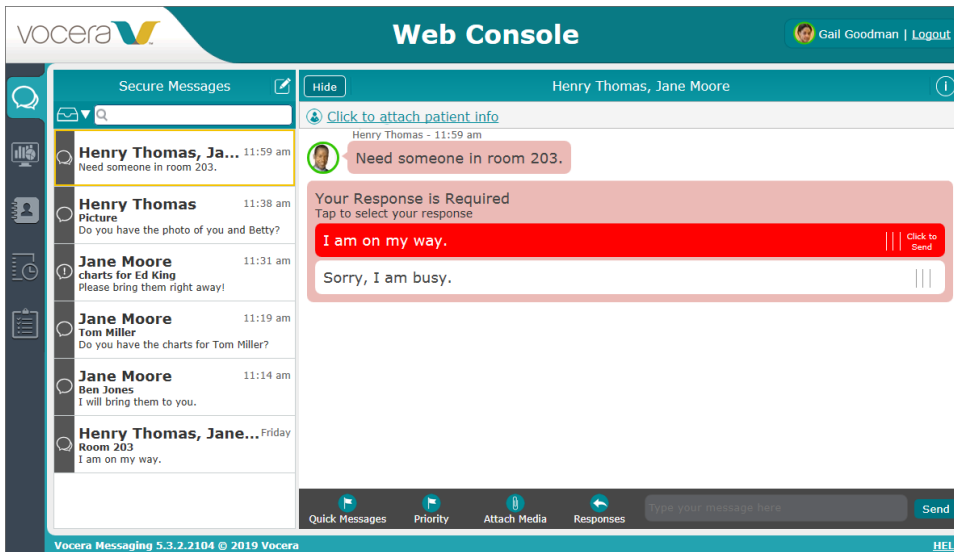 vocera
Web Console
Gail Goodman | Logout
Secure Messages
Hide
Henry Thomas, Jane Moore
Click to attach patient info
Henry Thomas, Ja... 11:59 am
Need someone in room 203.
Henry Thomas 11:38 am
Picture
Do you have the photo of you and Betty?
Jane Moore 11:31 am
charts for Ed King
Please bring them right away!
Jane Moore 11:19 am
Tom Miller
Do you have the charts for Tom Miller?
Jane Moore 11:14 am
Ben Jones
I will bring them to you.
Henry Thomas, Jane... Friday
Room 203
I am on my way.
Henry Thomas - 11:59 am
Need someone in room 203.
Your Response is Required
Tap to select your response
I am on my way.
Click to
Send
Sorry, I am busy.
Quick Messages
Priority
Attach Media
Responses
Type your message here
Send
Vocera Messaging 5.3.2.2104 © 2019 Vocera
HEL